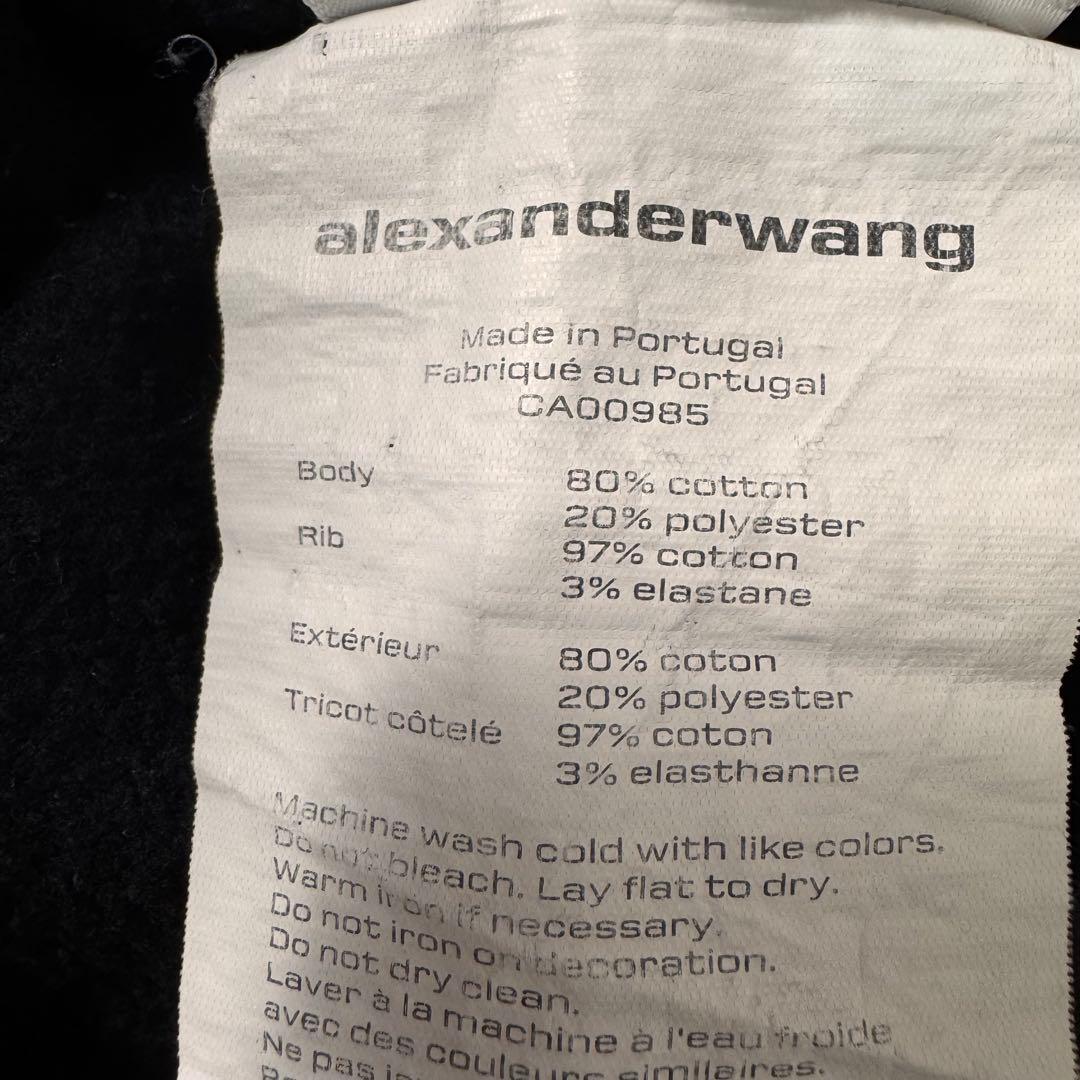 alexanderwang
Made in Portugal
Fabriqué au Portugal
CA00985
Body 80% cotton
20% polyester
Rib 97% cotton
3% elastane
Extérieur 80% coton
20% polyester
Tricot côtelé 97% coton
3% elasthanne
Machine wash cold with like colors.
Do not bleach. Lay flat to dry.
Warm iron if necessary.
Do not iron on decoration.
Do not dry clean.
Laver à la machine à l'eau froide
avec des couleurs similaires.
Ne pas